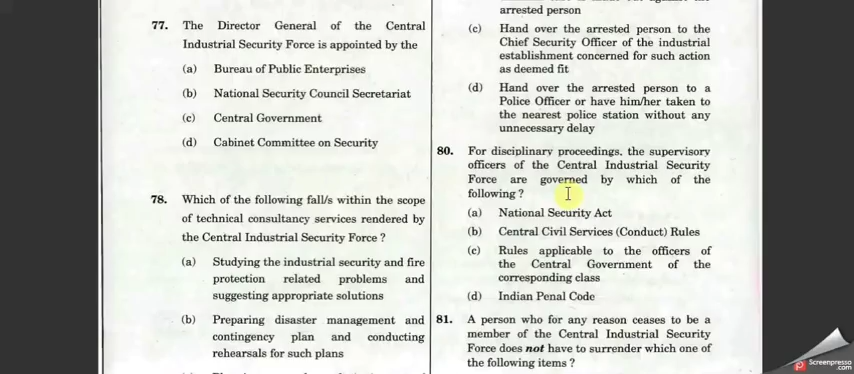 77. The Director General of the Central
Industrial Security Force is appointed by the
(a) Bureau of Public Enterprises
(b) National Security Council Secretariat
(c) Central Government
(d) Cabinet Committee on Security
78. Which of the following fall/s within the scope
of technical consultancy services rendered by
the Central Industrial Security Force ?
(a) Studying the industrial security and fire
protection related problems and
suggesting appropriate solutions
(b) Preparing disaster management and
contingency plan and conducting
rehearsals for such plans
arrested person
(c) Hand over the arrested person to the
Chief Security Officer of the industrial
establishment concerned for such action
as deemed fit
(d) Hand over the arrested person to a
Police Officer or have him/her taken to
the nearest police station without any
unnecessary delay
80. For disciplinary proceedings, the supervisory
officers of the Central Industrial Security
Force are governed by which of the
following ?
(a) National Security Act
(b) Central Civil Services (Conduct) Rules
(c) Rules applicable to the officers of
the Central Government of the
corresponding class
(d) Indian Penal Code
81. A person who for any reason ceases to be a
member of the Central Industrial Security
Force does not have to surrender which one of
the following items ?
Screenpresso
.com